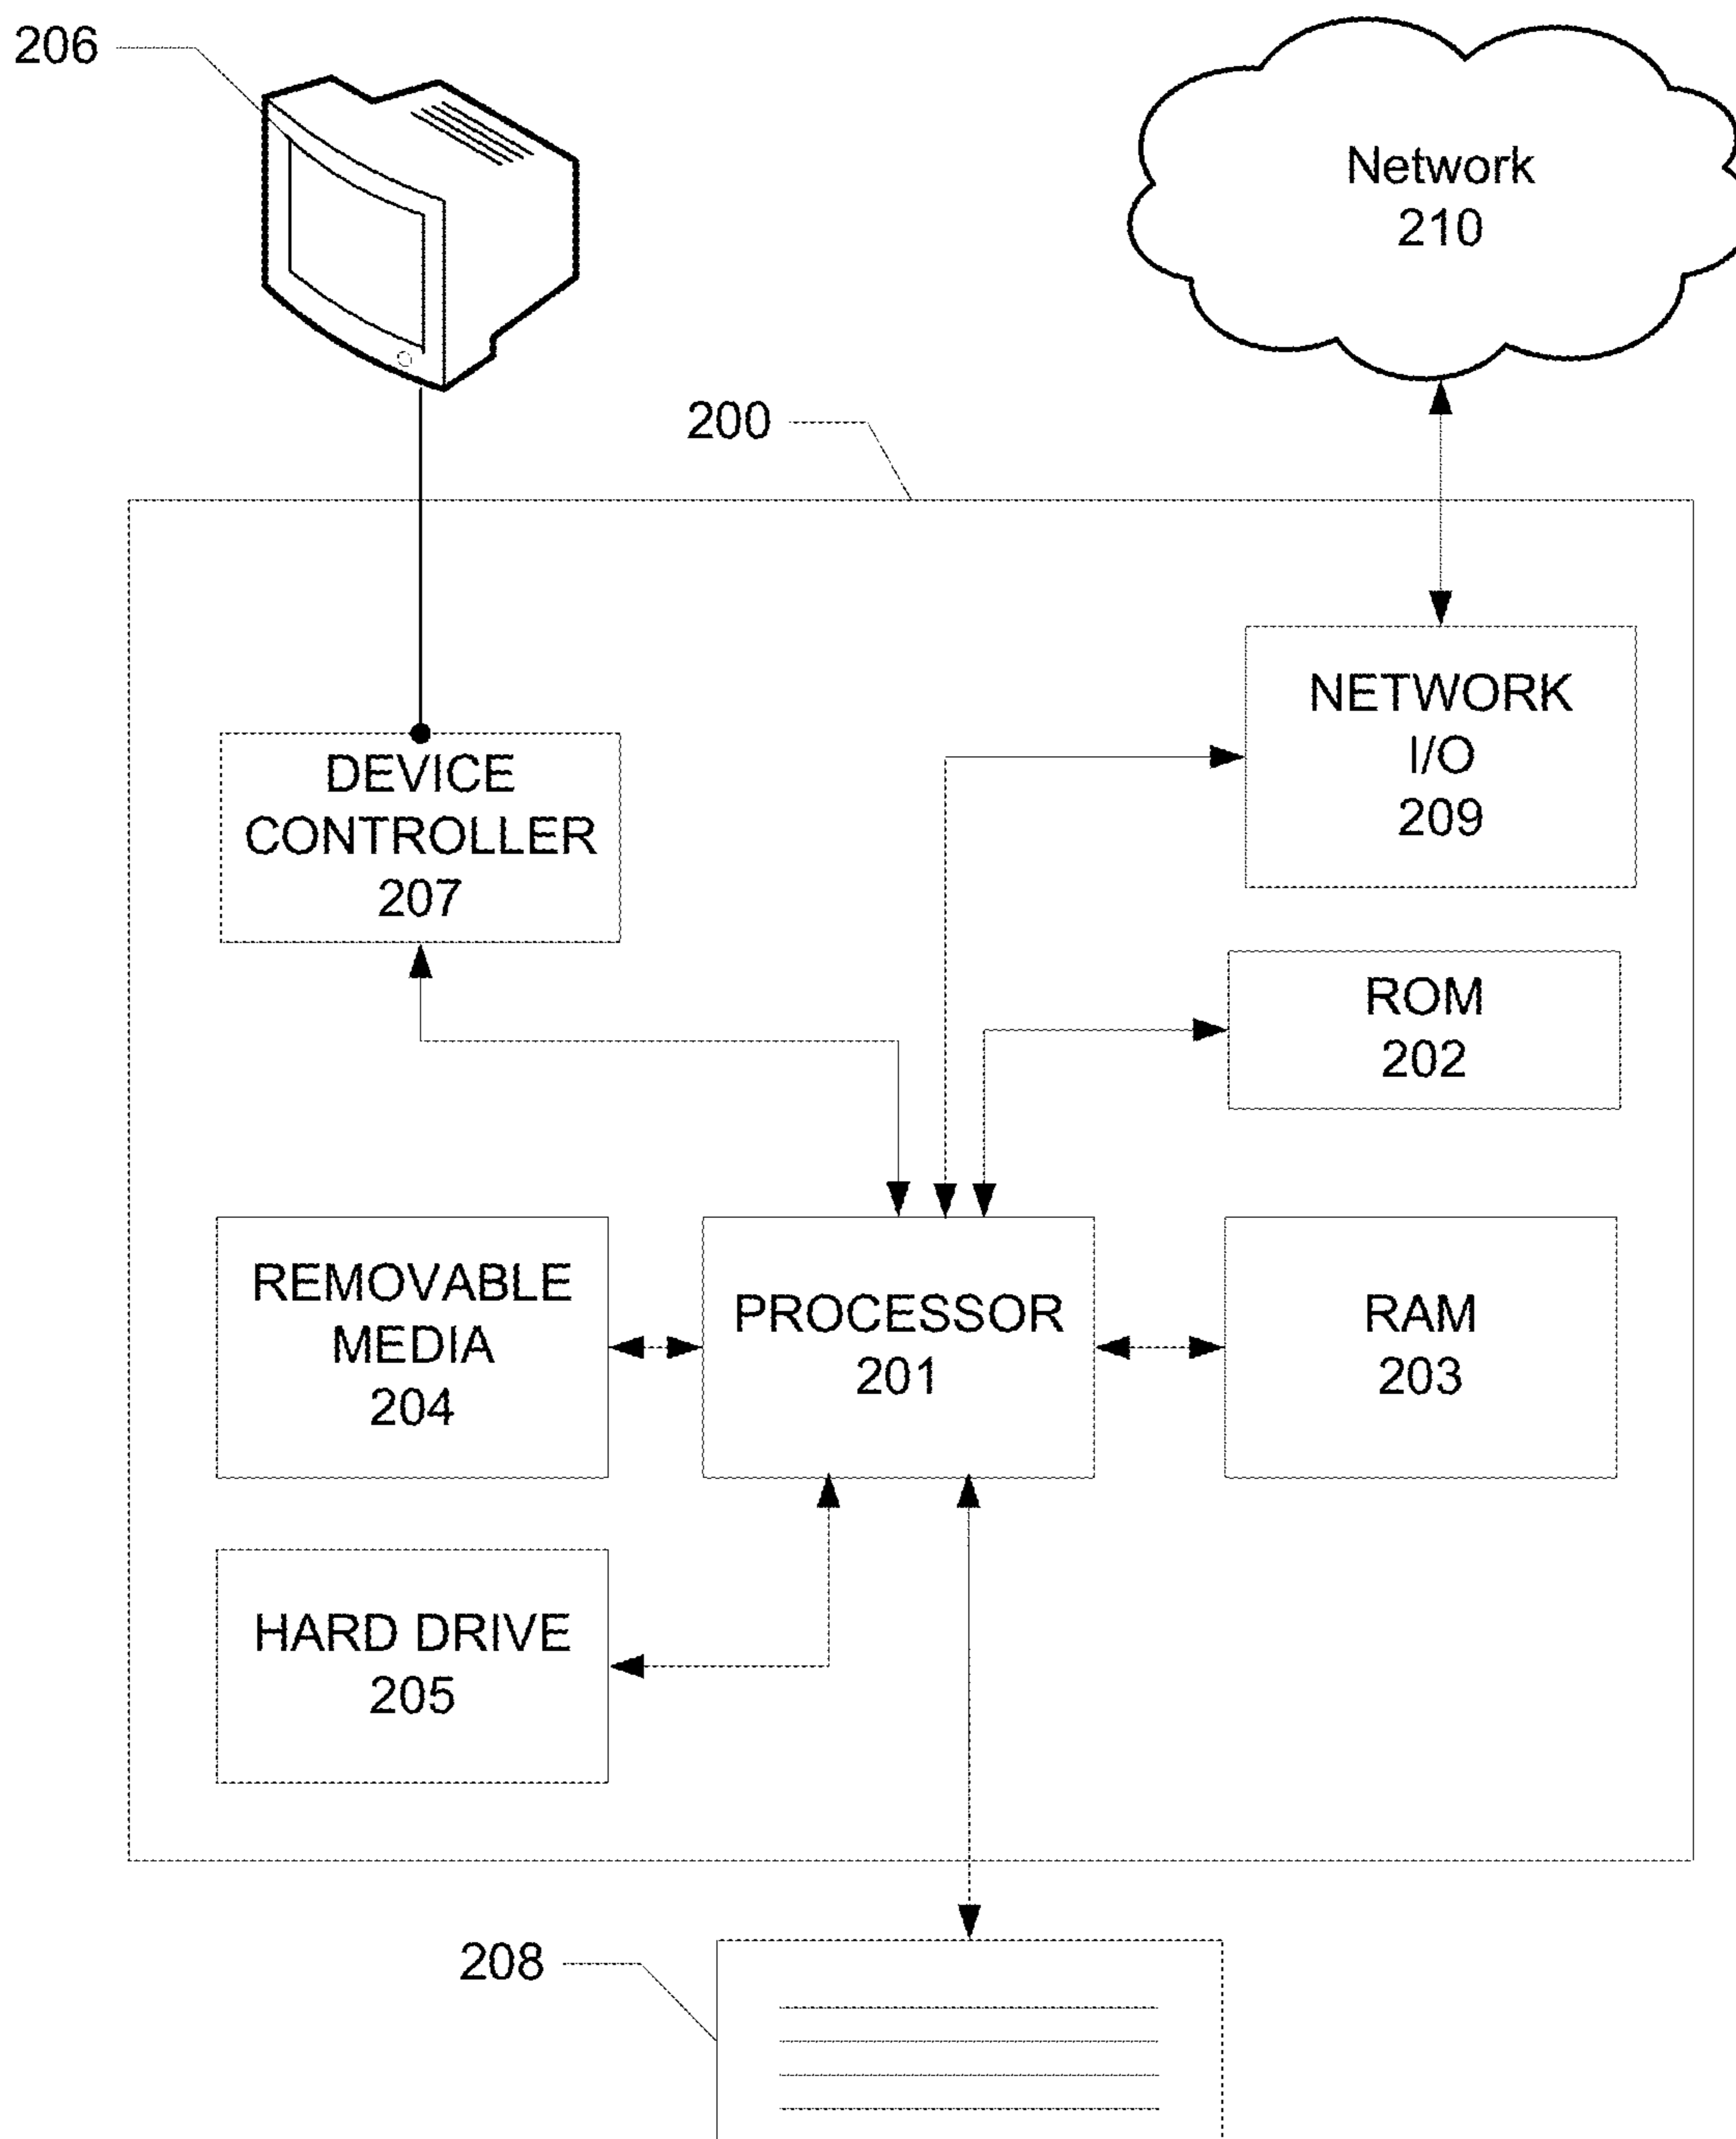 206
Network
210
200
NETWORK
I/O
209
DEVICE
CONTROLLER
207
ROM
202
REMOVABLE
MEDIA
204
PROCESSOR
201
RAM
203
HARD DRIVE
205
208